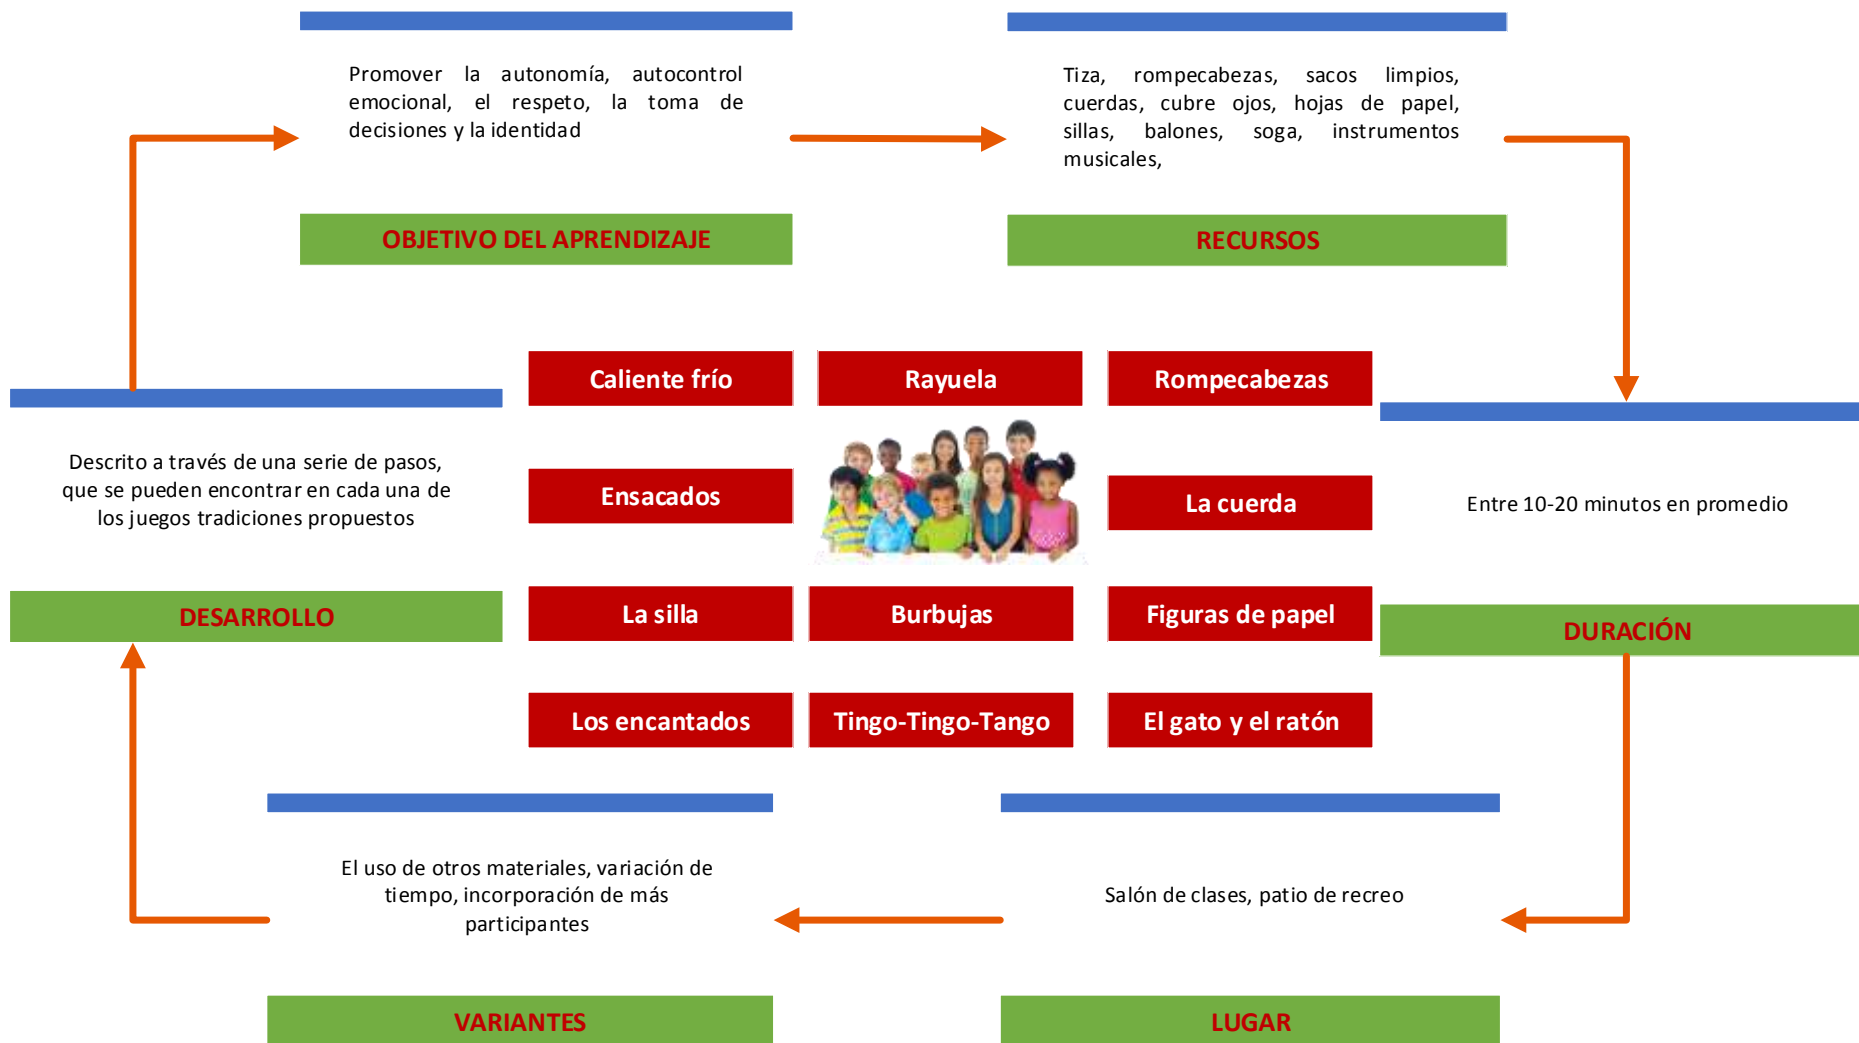 Promover la autonomía, autocontrol
emocional, el respeto, la toma de
decisiones y la identidad
OBJETIVO DEL APRENDIZAJE
Tiza, rompecabezas, sacos limpios,
cuerdas, cubre ojos, hojas de papel,
sillas, balones, soga, instrumentos
musicales,
RECURSOS
Descrito a través de una serie de pasos,
que se pueden encontrar en cada una de
los juegos tradiciones propuestos
DESARROLLO
Caliente frío
Rayuela
Rompecabezas
Ensacados
La cuerda
La silla
Burbujas
Figuras de papel
Los encantados
Tingo-Tingo-Tango
El gato y el ratón
Entre 10-20 minutos en promedio
DURACIÓN
El uso de otros materiales, variación de
tiempo, incorporación de más
participantes
VARIANTES
Salón de clases, patio de recreo
LUGAR